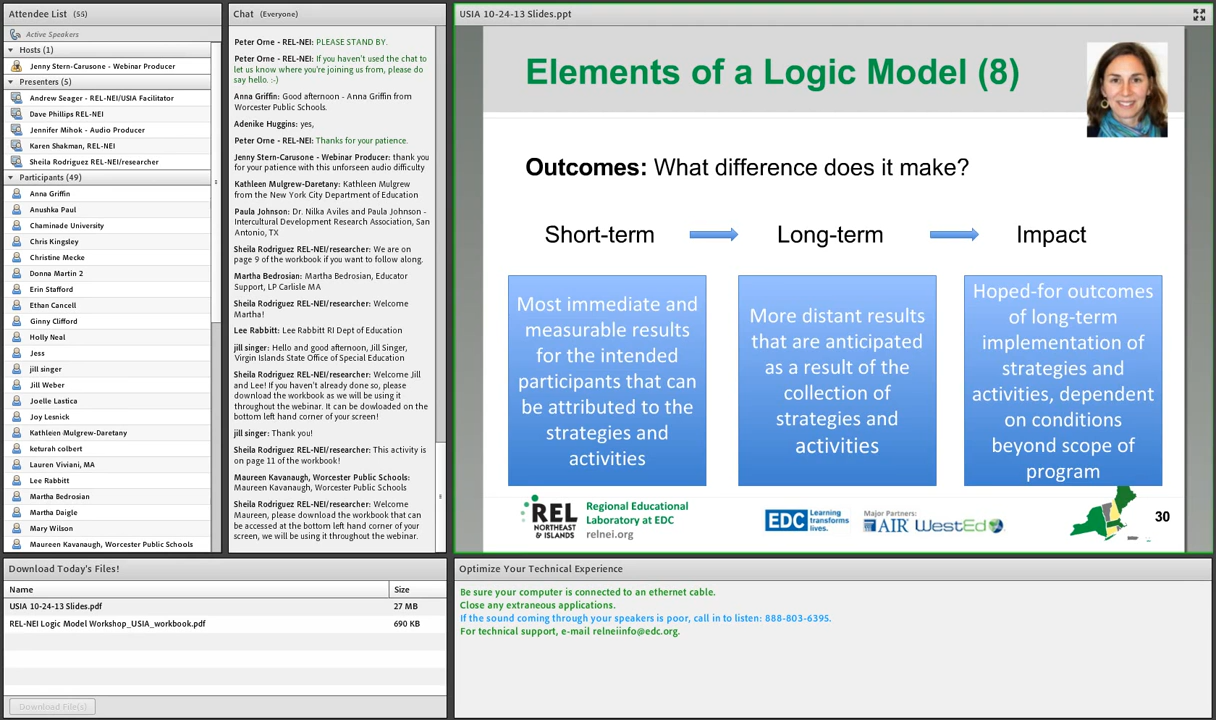 Attendee List (55)
Active Speakers
Hosts (1)
Jenny Stern-Carusone - Webinar Producer
Presenters (5)
Andrew Seager - REL-NEI/USIA Facilitator
Dave Phillips REL-NEI
Jennifer Mihok - Audio Producer
Karen Shakman, REL-NEI
Sheila Rodriguez REL-NEI/researcher
Participants (49)
Anna Griffin
Anushka Paul
Chaminade University
Chris Kingsley
Christine Mecke
Donna Martin 2
Erin Stafford
Ethan Cancell
Ginny Clifford
Holly Neal
Jess
jill singer
Jill Weber
Joelle Lastica
Joy Lesnick
Kathleen Mulgrew-Daretany
keturah colbert
Lauren Viviani, MA
Lee Rabbitt
Martha Bedrosian
Martha Daigle
Mary Wilson
Maureen Kavanaugh, Worcester Public Schools
Chat (Everyone)
Peter Orne - REL-NEI: PLEASE STAND BY.
Peter Orne - REL-NEI: If you haven't used the chat to
let us know where you're joining us from, please do
say hello. :-)
Anna Griffin: Good afternoon - Anna Griffin from
Worcester Public Schools.
Adenike Huggins: yes,
Peter Orne - REL-NEI: Thanks for your patience.
Jenny Stern-Carusone - Webinar Producer: thank you
for your patience with this unforseen audio difficulty
Kathleen Mulgrew-Daretany: Kathleen Mulgrew
from the New York City Department of Education
Paula Johnson: Dr. Nilka Aviles and Paula Johnson -
Intercultural Development Research Association, San
Antonio, TX
Sheila Rodriguez REL-NEI/researcher: We are on
page 9 of the workbook if you want to follow along.
Martha Bedrosian: Martha Bedrosian, Educator
Support, LP Carlisle MA
Sheila Rodriguez REL-NEI/researcher: Welcome
Martha!
Lee Rabbitt: Lee Rabbitt RI Dept of Education
jill singer: Hello and good afternoon, Jill Singer,
Virgin Islands State Office of Special Education
Sheila Rodriguez REL-NEI/researcher: Welcome Jill
and Lee! If you haven't already done so, please
download the workbook as we will be using it
throughout the webinar. It can be dowloaded on the
bottom left hand corner of your screen!
jill singer: Thank you!
Sheila Rodriguez REL-NEI/researcher: This activity is
on page 11 of the workbook!
Maureen Kavanaugh, Worcester Public Schools:
Maureen Kavanaugh, Worcester Public Schools
Sheila Rodriguez REL-NEI/researcher: Welcome
Maureen, please download the workbook that can
be accessed at the bottom left hand corner of your
screen, we will be using it throughout the webinar.
USIA 10-24-13 Slides.ppt
Elements of a Logic Model (8)
Outcomes: What difference does it make?
Short-term
Long-term
Impact
Most immediate and
measurable results
for the intended
participants that can
be attributed to the
strategies and
activities
More distant results
that are anticipated
as a result of the
collection of
strategies and
activities
Hoped-for outcomes
of long-term
implementation of
strategies and
activities, dependent
on conditions
beyond scope of
program
REL
NORTHEAST
& ISLANDS
Regional Educational
Laboratory at EDC
relnei.org
EDC Learning
transforms
lives.
Major Partners:
AIR WestEd
30
Download Today's Files!
Name Size
USIA 10-24-13 Slides.pdf 27 MB
REL-NEI Logic Model Workshop_USIA_workbook.pdf 690 KB
Download File(s)
Optimize Your Technical Experience
Be sure your computer is connected to an ethernet cable.
Close any extraneous applications.
If the sound coming through your speakers is poor, call in to listen: 888-803-6395.
For technical support, e-mail relneiinfo@edc.org.